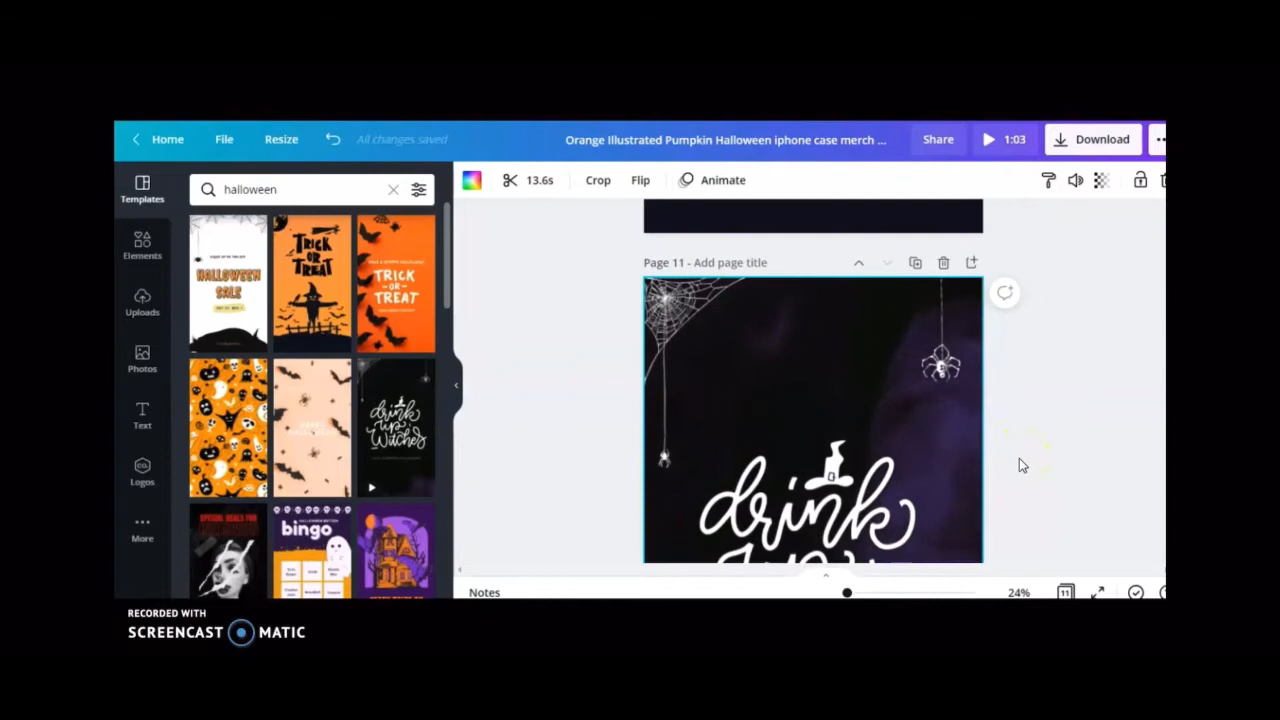 Home File Resize All changes saved Orange Illustrated Pumpkin Halloween iphone case merch ... Share 1:03 Download
Templates
Elements
Uploads
Photos
Text
CO.
Logos
More
halloween
HALLOWEEN
SALE
TRICK
OR
TREAT
TRICK
-OR-
TREAT
drink
up
Witches
bingo
13.6s Crop Flip Animate
Page 11 - Add page title
drink
Notes 11 24%
RECORDED WITH
SCREENCAST MATIC